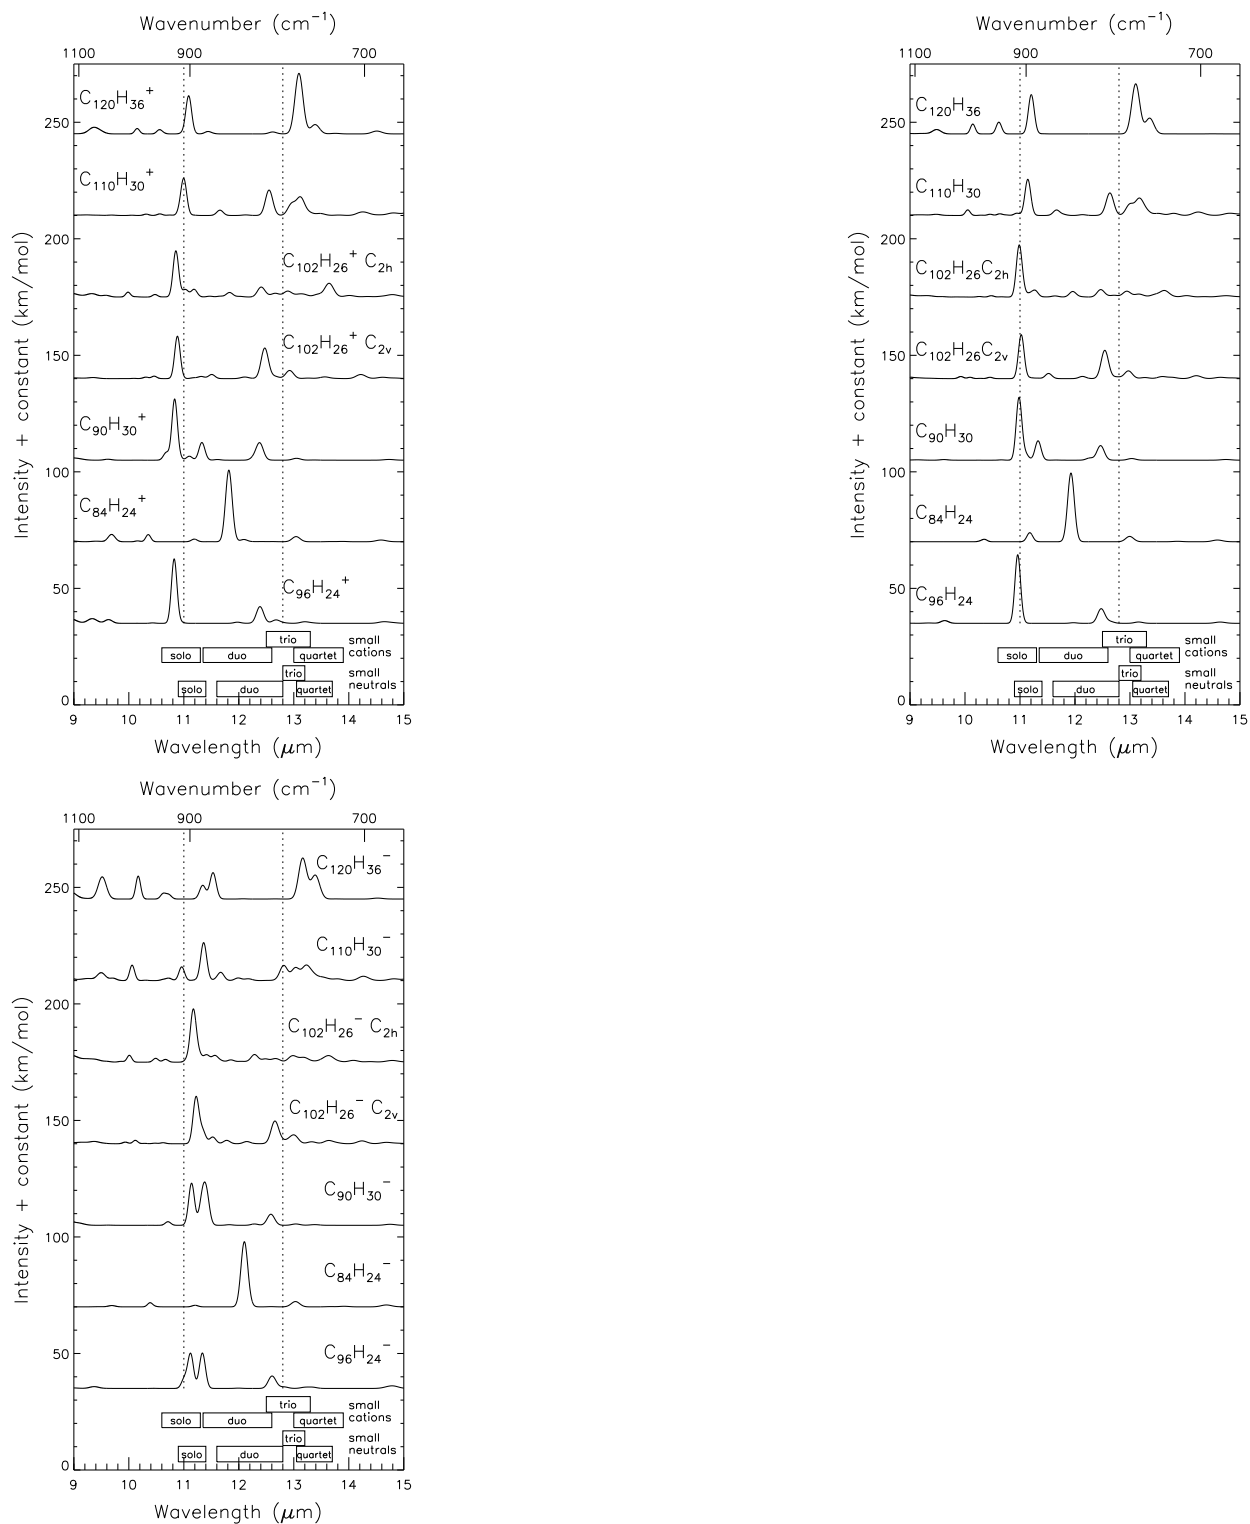 Wavenumber (cm⁻¹)
1100 900 700
C₁₂₀H₃₆⁺
250
C₁₁₀H₃₀⁺
200
C₁₀₂H₂₆⁺ C₂ₕ
C₁₀₂H₂₆⁺ C₂ᵥ
150
C₉₀H₃₀⁺
100
C₈₄H₂₄⁺
C₉₆H₂₄⁺
50
trio small
solo duo quartet cations
trio small
solo duo quartet neutrals
0
9 10 11 12 13 14 15
Wavelength (μm)
Intensity + constant (km/mol)
Wavenumber (cm⁻¹)
1100 900 700
C₁₂₀H₃₆
250
C₁₁₀H₃₀
200
C₁₀₂H₂₆C₂ₕ
C₁₀₂H₂₆C₂ᵥ
150
C₉₀H₃₀
100
C₈₄H₂₄
C₉₆H₂₄
50
trio small
solo duo quartet cations
trio small
solo duo quartet neutrals
0
9 10 11 12 13 14 15
Wavelength (μm)
Intensity + constant (km/mol)
Wavenumber (cm⁻¹)
1100 900 700
C₁₂₀H₃₆⁻
250
C₁₁₀H₃₀⁻
200
C₁₀₂H₂₆⁻ C₂ₕ
C₁₀₂H₂₆⁻ C₂ᵥ
150
C₉₀H₃₀⁻
100
C₈₄H₂₄⁻
C₉₆H₂₄⁻
50
trio small
solo duo quartet cations
trio small
solo duo quartet neutrals
0
9 10 11 12 13 14 15
Wavelength (μm)
Intensity + constant (km/mol)